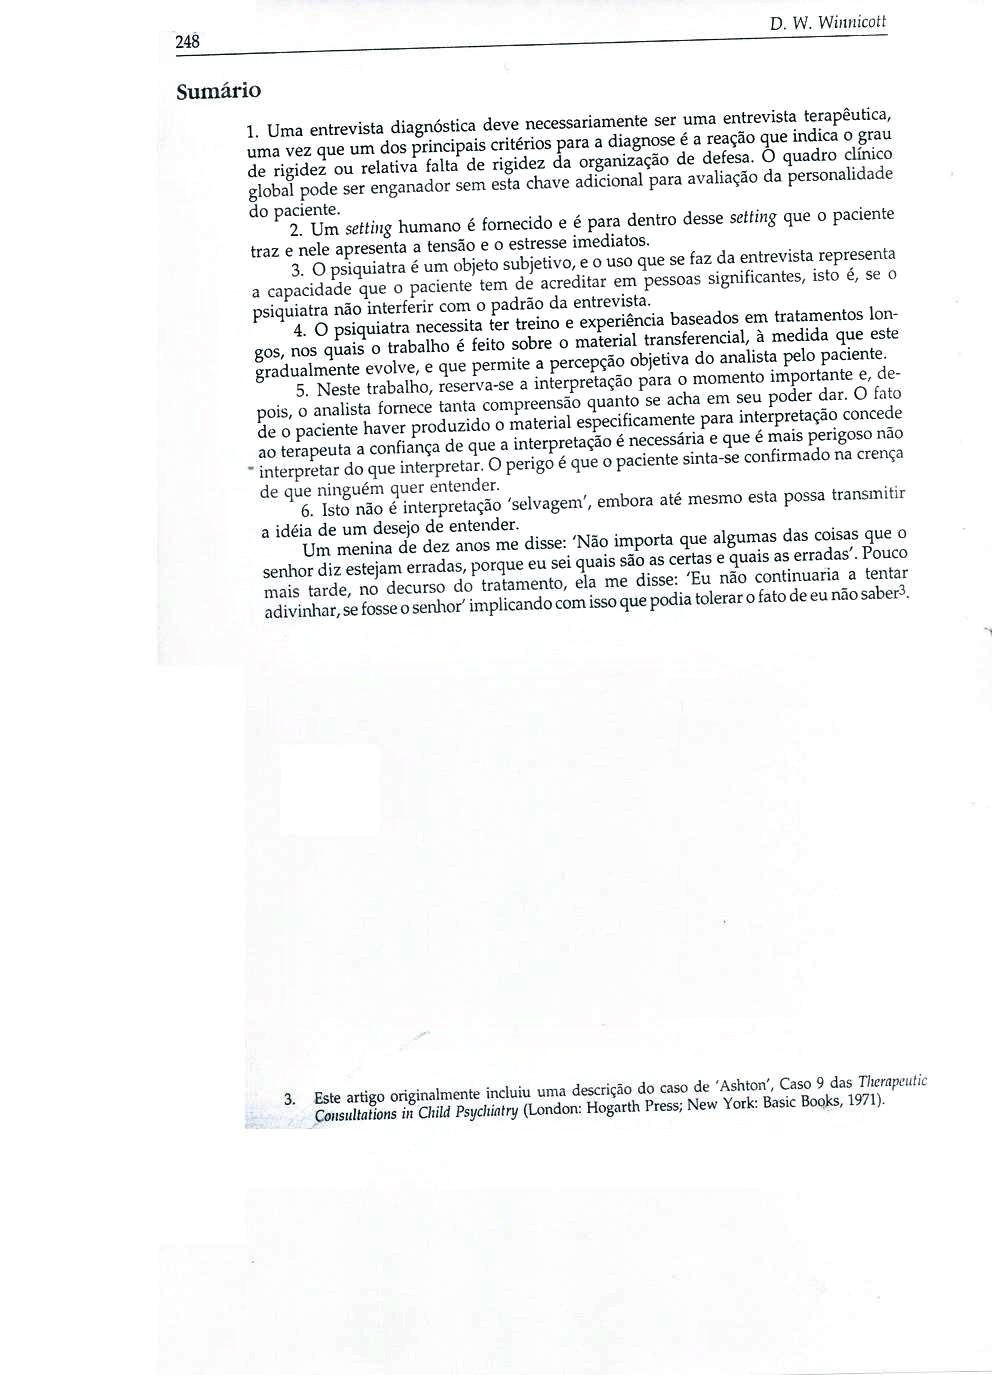 248
D. W. Winnicott
Sumário
1. Uma entrevista diagnóstica deve necessariamente ser uma entrevista terapêutica,
uma vez que um dos principais critérios para a diagnose é a reação que indica o grau
de rigidez ou relativa falta de rigidez da organização de defesa. O quadro clínico
global pode ser enganador sem esta chave adicional para avaliação da personalidade
do paciente.
2. Um setting humano é fornecido e é para dentro desse setting que o paciente
traz e nele apresenta a tensão e o estresse imediatos.
3. O psiquiatra é um objeto subjetivo, e o uso que se faz da entrevista representa
a capacidade que o paciente tem de acreditar em pessoas significantes, isto é, se o
psiquiatra não interferir com o padrão da entrevista.
4. O psiquiatra necessita ter treino e experiência baseados em tratamentos lon-
gos, nos quais o trabalho é feito sobre o material transferencial, à medida que este
gradualmente evolve, e que permite a percepção objetiva do analista pelo paciente.
5. Neste trabalho, reserva-se a interpretação para o momento importante e, de-
pois, o analista fornece tanta compreensão quanto se acha em seu poder dar. O fato
de o paciente haver produzido o material especificamente para interpretação concede
ao terapeuta a confiança de que a interpretação é necessária e que é mais perigoso não
interpretar do que interpretar. O perigo é que o paciente sinta-se confirmado na crença
de que ninguém quer entender.
6. Isto não é interpretação 'selvagem', embora até mesmo esta possa transmitir
a idéia de um desejo de entender.
Um menina de dez anos me disse: 'Não importa que algumas das coisas que o
senhor diz estejam erradas, porque eu sei quais são as certas e quais as erradas'. Pouco
mais tarde, no decurso do tratamento, ela me disse: 'Eu não continuaria a tentar
adivinhar, se fosse o senhor' implicando com isso que podia tolerar o fato de eu não saber³.
3. Este artigo originalmente incluiu uma descrição do caso de 'Ashton', Caso 9 das Therapeutic
Consultations in Child Psychiatry (London: Hogarth Press; New York: Basic Books, 1971).